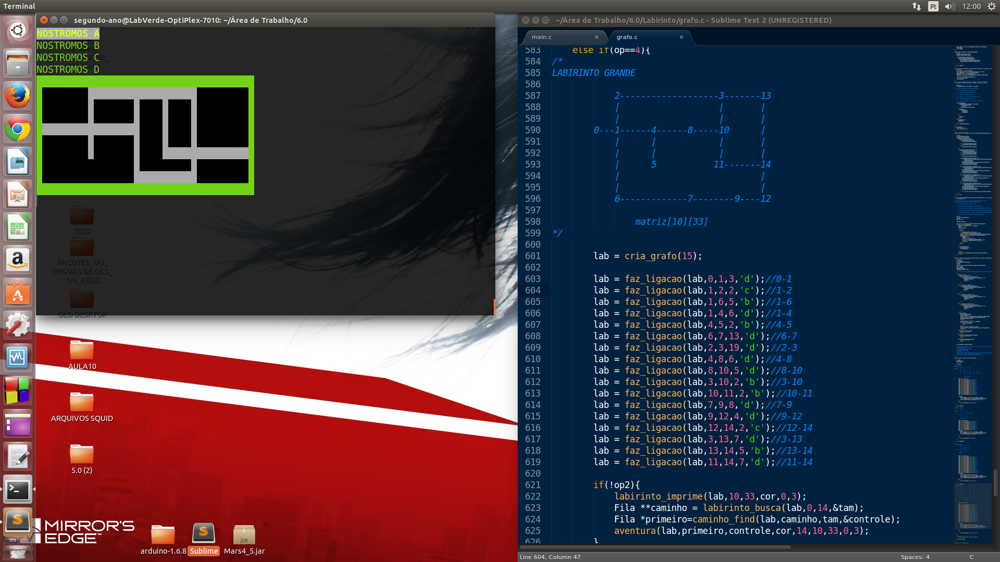 Terminal
Pt
12:00
segundo-ano@LabVerde-OptiPlex-7010: ~/Área de Trabalho/6.0
NOSTROMOS A
NOSTROMOS B
NOSTROMOS C
NOSTROMOS D
ISOS
PACOTES_OU_
PROVAS DE OCS_
OU_AEDS
OLD DESKTOP
AULA10
ARQUIVOS SQUID
5.0 (2)
MIRROR'S
EDGE™
arduino-1.6.8
Sublime
jar
Mars4_5.jar
~/Área de Trabalho/6.0/Labirinto/grafo.c - Sublime Text 2 (UNREGISTERED)
main.c ×
grafo.c ×
583 else if(op==4){
584 /*
585 LABIRINTO GRANDE
586
587 2-------------------3-------13
588 | | |
589 | | |
590 0---1------4------8-----10 |
591 | | | |
592 | | | |
593 | 5 11-------14
594 | |
595 | |
596 6-------------7--------9----12
597
598 matriz[10][33]
599 */
600
601 lab = cria_grafo(15);
602
603 lab = faz_ligacao(lab,0,1,3,'d');//0-1
604 lab = faz_ligacao(lab,1,2,2,'c');//1-2
605 lab = faz_ligacao(lab,1,6,5,'b');//1-6
606 lab = faz_ligacao(lab,1,4,6,'d');//1-4
607 lab = faz_ligacao(lab,4,5,2,'b');//4-5
608 lab = faz_ligacao(lab,6,7,13,'d');//6-7
609 lab = faz_ligacao(lab,2,3,19,'d');//2-3
610 lab = faz_ligacao(lab,4,8,6,'d');//4-8
611 lab = faz_ligacao(lab,8,10,5,'d');//8-10
612 lab = faz_ligacao(lab,3,10,2,'b');//3-10
613 lab = faz_ligacao(lab,10,11,2,'b');//10-11
614 lab = faz_ligacao(lab,7,9,8,'d');//7-9
615 lab = faz_ligacao(lab,9,12,4,'d');//9-12
616 lab = faz_ligacao(lab,12,14,2,'c');//12-14
617 lab = faz_ligacao(lab,3,13,7,'d');//3-13
618 lab = faz_ligacao(lab,13,14,5,'b');//13-14
619 lab = faz_ligacao(lab,11,14,7,'d');//11-14
620
621 if(!op2){
622 labirinto_imprime(lab,10,33,cor,0,3);
623 Fila **caminho = labirinto_busca(lab,0,14,&tam);
624 Fila *primeiro=caminho_find(lab,caminho,tam,&controle);
625 aventura(lab,primeiro,controle,cor,14,10,33,0,3);
626 }
Line 604, Column 47
Spaces: 4
C